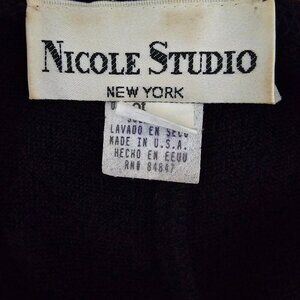 NICOLE STUDIO
NEW YORK
LAVADO EN SECO
MADE IN U.S.A.
HECHO EN EEUU
RN# 84847